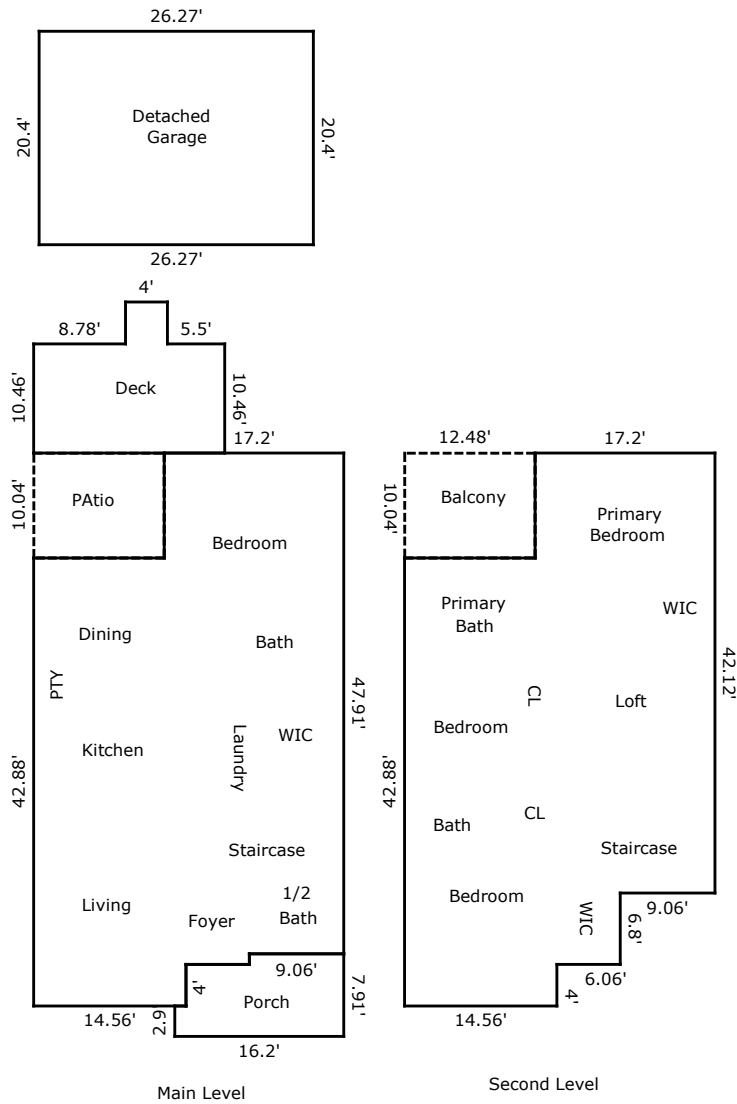 26.27'
20.4'
Detached
Garage
20.4'
26.27'
4'
8.78'
5.5'
10.46'
Deck
10.46'
17.2'
10.04'
PAtio
Bedroom
Dining
Bath
PTY
47.91'
Kitchen
Laundry
WIC
42.88'
Staircase
Living
Foyer
1/2
Bath
9.06'
4'
Porch
7.91'
14.56'
2.9'
16.2'
Main Level
12.48'
17.2'
10.04'
Balcony
Primary
Bedroom
Primary
Bath
WIC
42.12'
CL
Loft
Bedroom
42.88'
Bath
CL
Staircase
Bedroom
WIC
6.8'
9.06'
6.06'
4'
14.56'
Second Level